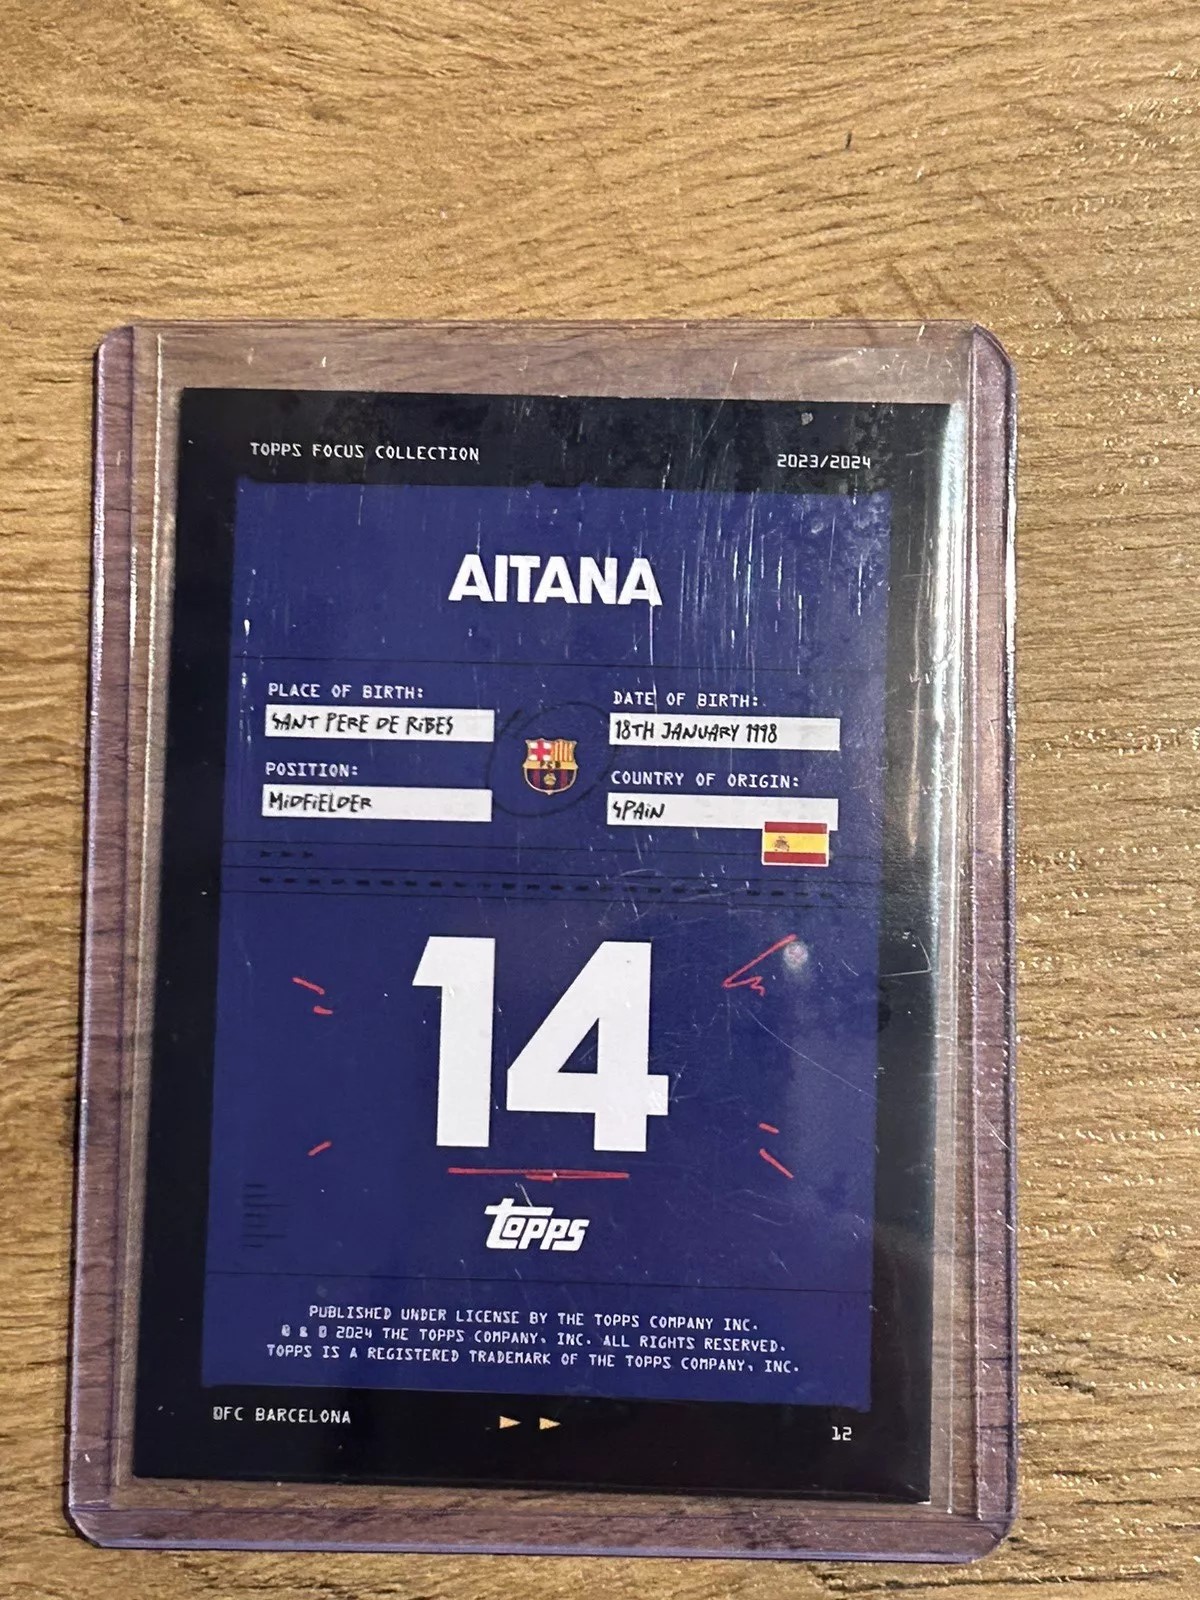 TOPPS FOCUS COLLECTION 2023/2024
AITANA
PLACE OF BIRTH: DATE OF BIRTH:
SANT PERE DE RIBES 18TH JANUARY 1998
POSITION: COUNTRY OF ORIGIN:
MIDFIELDER SPAIN
14
topps
PUBLISHED UNDER LICENSE BY THE TOPPS COMPANY INC.
® & © 2024 THE TOPPS COMPANY, INC. ALL RIGHTS RESERVED.
TOPPS IS A REGISTERED TRADEMARK OF THE TOPPS COMPANY, INC.
©FC BARCELONA 12